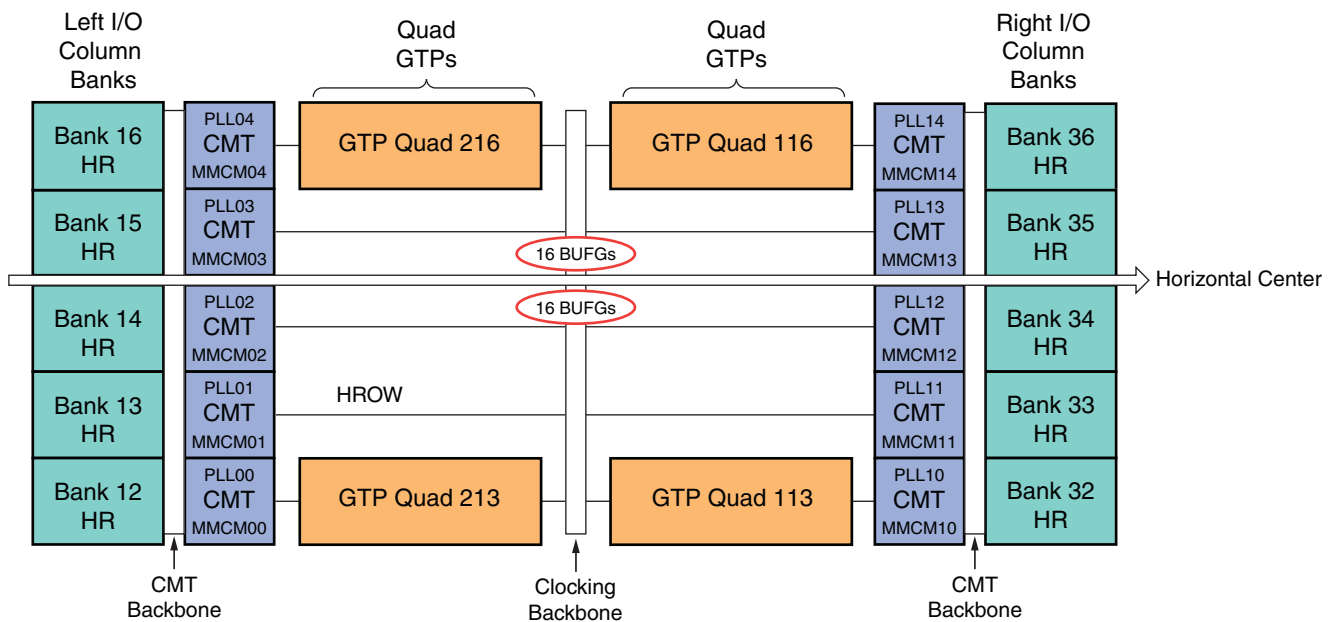 Left I/O
Column
Banks
Quad
GTPs
Quad
GTPs
Right I/O
Column
Banks
Bank 16
HR
PLL04
CMT
MMCM04
GTP Quad 216
GTP Quad 116
PLL14
CMT
MMCM14
Bank 36
HR
Bank 15
HR
PLL03
CMT
MMCM03
16 BUFGs
PLL13
CMT
MMCM13
Bank 35
HR
Horizontal Center
Bank 14
HR
PLL02
CMT
MMCM02
16 BUFGs
PLL12
CMT
MMCM12
Bank 34
HR
Bank 13
HR
PLL01
CMT
MMCM01
HROW
PLL11
CMT
MMCM11
Bank 33
HR
Bank 12
HR
PLL00
CMT
MMCM00
GTP Quad 213
GTP Quad 113
PLL10
CMT
MMCM10
Bank 32
HR
CMT
Backbone
Clocking
Backbone
CMT
Backbone